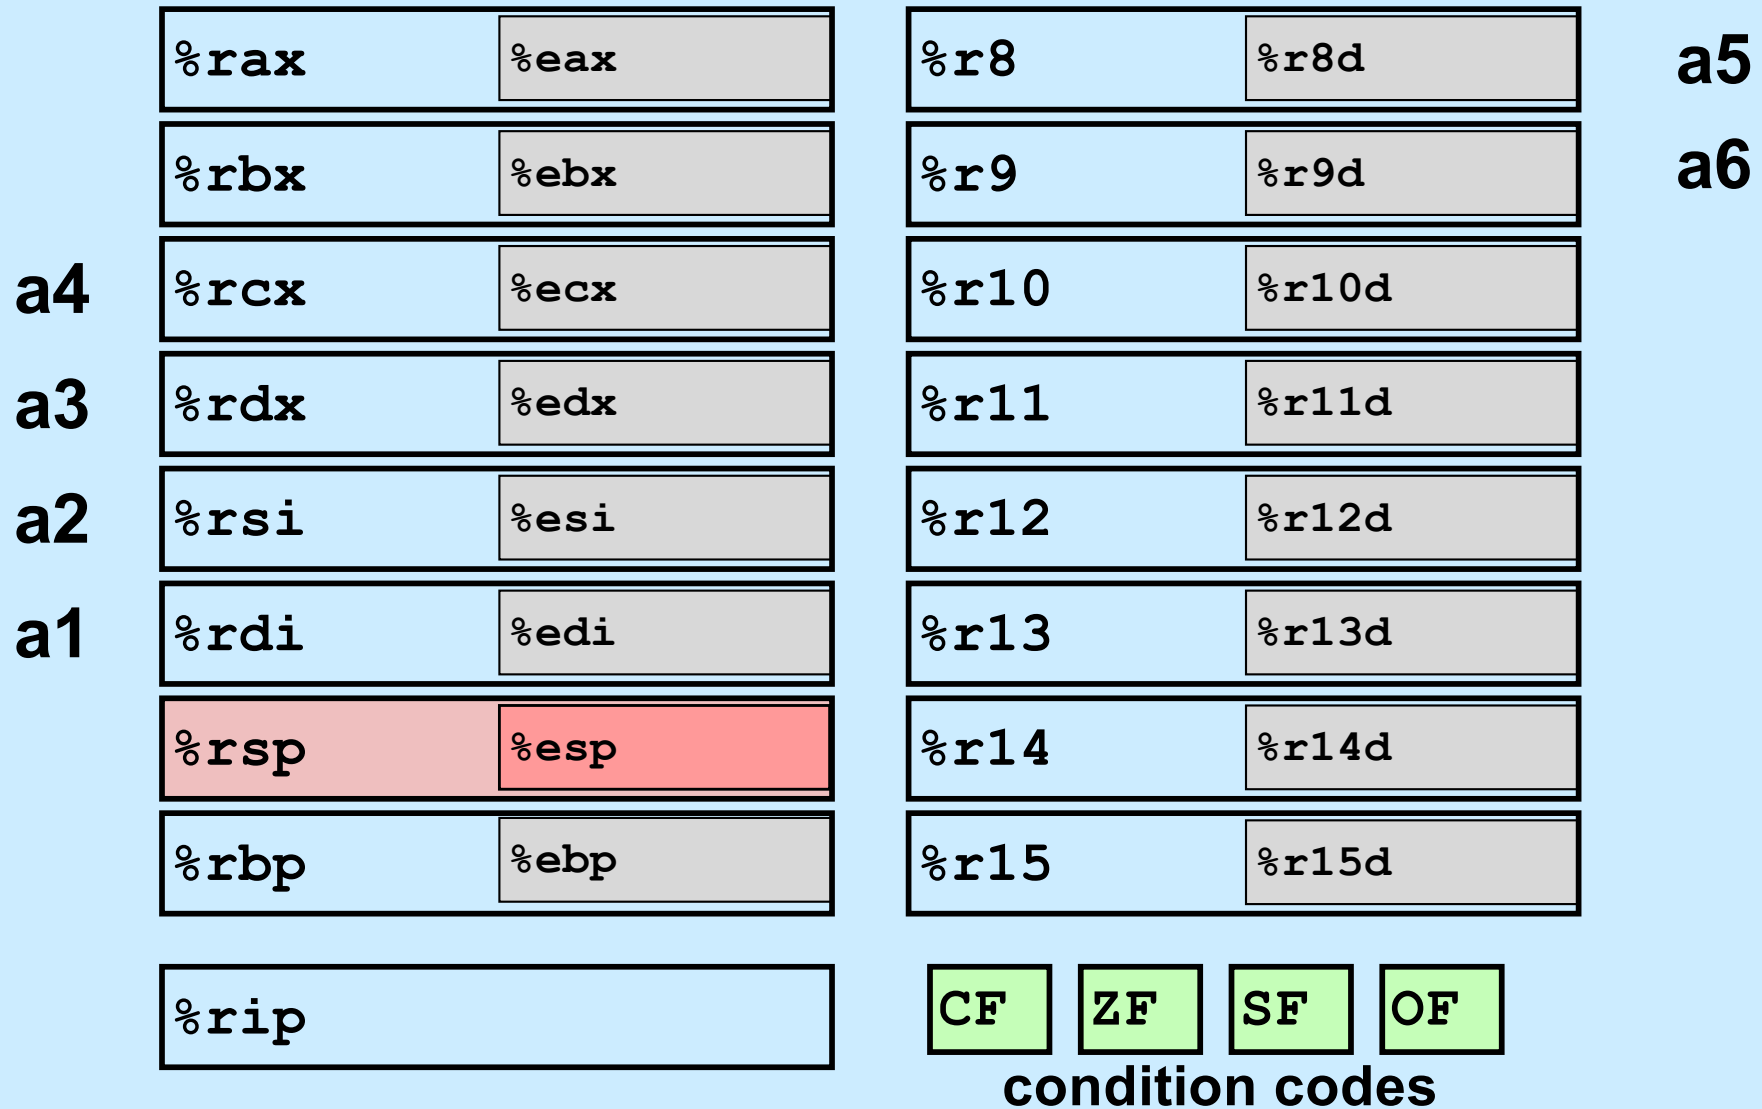 %rax %eax %r8 %r8d a5
%rbx %ebx %r9 %r9d a6
a4 %rcx %ecx %r10 %r10d
a3 %rdx %edx %r11 %r11d
a2 %rsi %esi %r12 %r12d
a1 %rdi %edi %r13 %r13d
%rsp %esp %r14 %r14d
%rbp %ebp %r15 %r15d
%rip CF ZF SF OF
condition codes